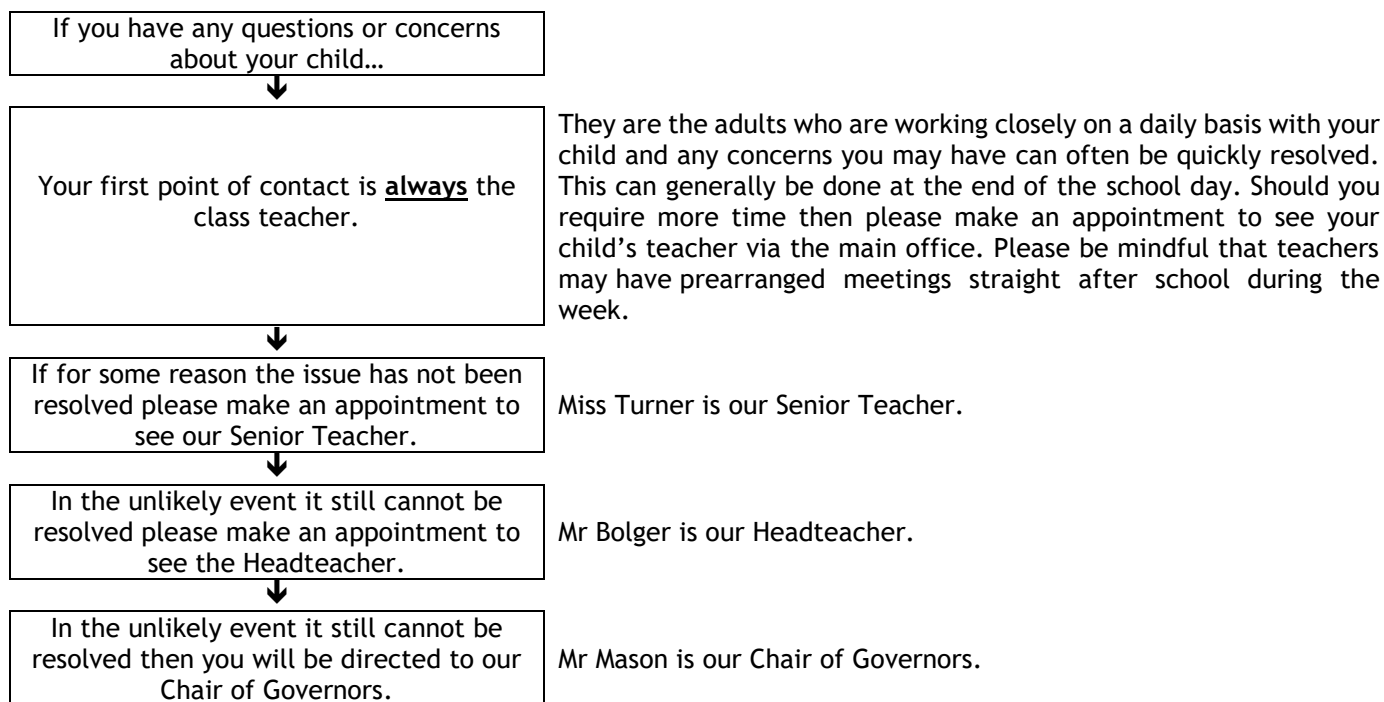 If you have any questions or concerns
about your child…
🡻
Your first point of contact is always the
class teacher.
They are the adults who are working closely on a daily basis with your
child and any concerns you may have can often be quickly resolved.
This can generally be done at the end of the school day. Should you
require more time then please make an appointment to see your
child’s teacher via the main office. Please be mindful that teachers
may have prearranged meetings straight after school during the
week.
🡻
If for some reason the issue has not been
resolved please make an appointment to
see our Senior Teacher.
Miss Turner is our Senior Teacher.
🡻
In the unlikely event it still cannot be
resolved please make an appointment to
see the Headteacher.
Mr Bolger is our Headteacher.
🡻
In the unlikely event it still cannot be
resolved then you will be directed to our
Chair of Governors.
Mr Mason is our Chair of Governors.